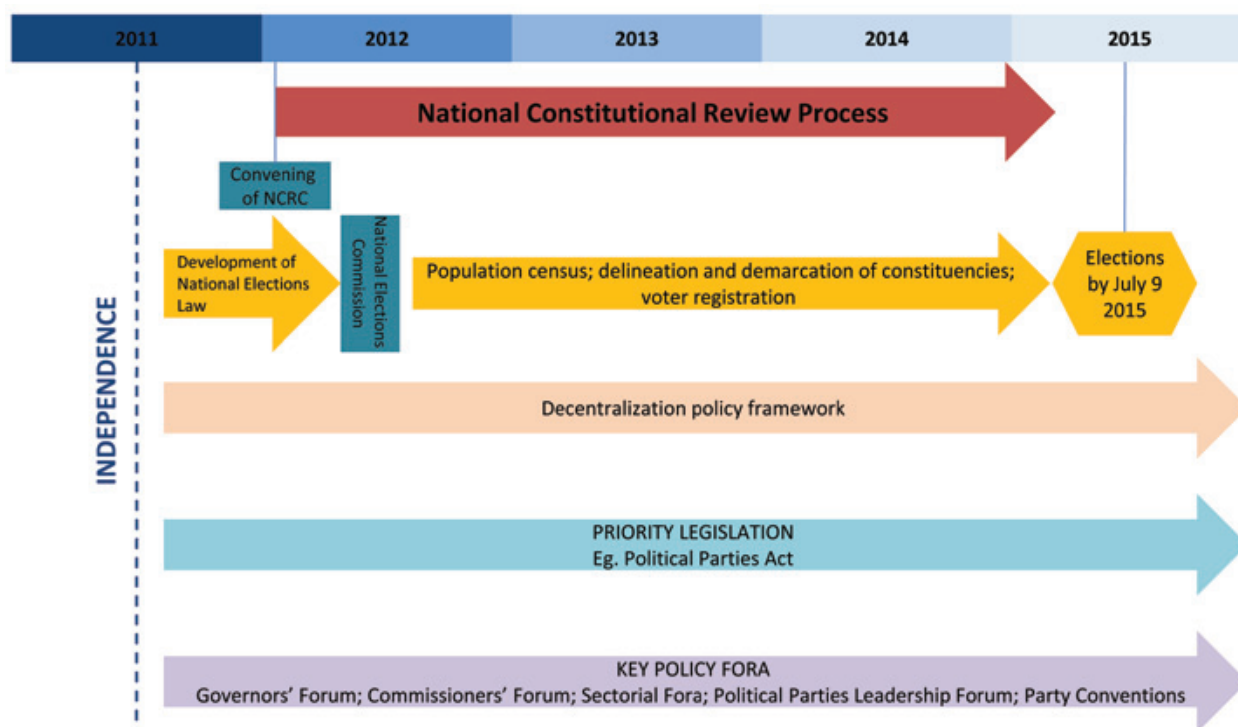 2011 2012 2013 2014 2015
National Constitutional Review Process
Convening
of NCRC
Development of
National Elections
Law
National Elections
Commission
Population census; delineation and demarcation of constituencies;
voter registration
Elections
by July 9
2015
INDEPENDENCE
Decentralization policy framework
PRIORITY LEGISLATION
Eg. Political Parties Act
KEY POLICY FORA
Governors’ Forum; Commissioners’ Forum; Sectorial Fora; Political Parties Leadership Forum; Party Conventions